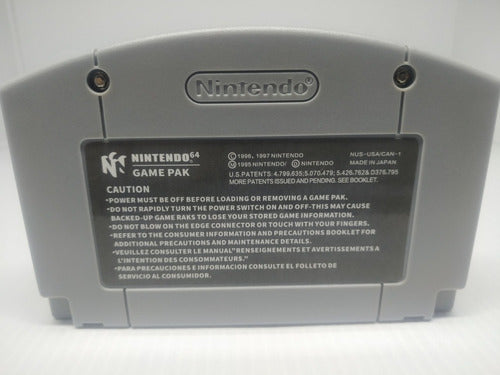 Nintendo®
NINTENDO64
GAME PAK
Ⓒ1996, 1997 NINTENDO
Ⓜ1995 NINTENDO/ Ⓓ NINTENDO
NUS-USA/CAN-1
MADE IN JAPAN
U.S.PATENTS: 4.799.635;5.070.479; 5.426.762&D376.795
MORE PATENTS ISSUED AND PENDING. SEE BOOKLET.
CAUTION
•POWER MUST BE OFF BEFORE LOADING OR REMOVING A GAME PAK.
•DO NOT RAPIDLY TURN THE POWER SWITCH ON AND OFF-THIS MAY CAUSE
BACKED-UP GAME RAKS TO LOSE YOUR STORED GAME INFORMATION.
•DO NOT BLOW ON THE EDGE CONNECTOR OR TOUCH WITH YOUR FINGERS.
•REFER TO THE CONSUMER INFORMATION AND PRECAUTIONS BOOKLET FOR
ADDITIONAL PRECAUTIONS AND MAINTENANCE DETAILS.
•VEUILLEZ CONSULTER LE MANUEL"RENSEIGNEMENTS ET AVERTISSEMENTS A
L'INTENTION DES CONSOMMATEURS."
•PARA PRECAUCIONES E INFORMACION CONSULTE EL FOLLETO DE
SERVICIO AL CONSUMIDOR.